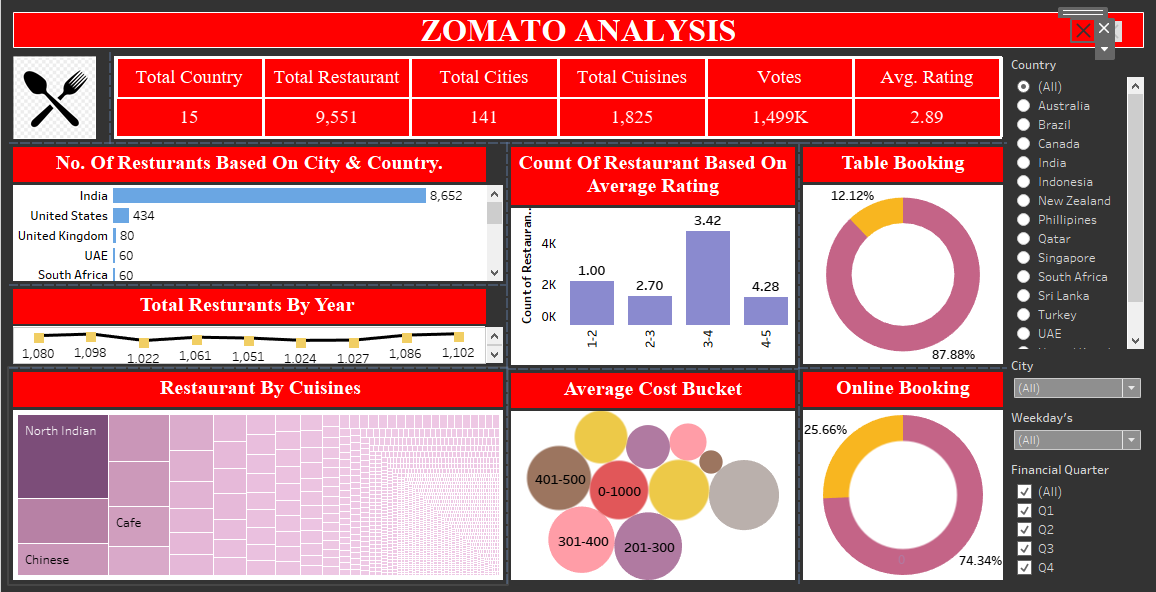 ZOMATO ANALYSIS
Total Country
Total Restaurant
Total Cities
Total Cuisines
Votes
Avg. Rating
15
9,551
141
1,825
1,499K
2.89
No. Of Resturants Based On City & Country.
India
8,652
United States
434
United Kingdom
80
UAE
60
South Africa
60
Total Resturants By Year
1,080
1,098
1,022
1,061
1,051
1,024
1,027
1,086
1,102
Restaurant By Cuisines
North Indian
Cafe
Chinese
Count Of Restaurant Based On
Average Rating
Count of Restauran..
4K
2K
0K
1.00
2.70
3.42
4.28
1-2
2-3
3-4
4-5
Average Cost Bucket
401-500
0-1000
301-400
201-300
Table Booking
12.12%
87.88%
Online Booking
25.66%
74.34%
Country
(All)
Australia
Brazil
Canada
India
Indonesia
New Zealand
Phillipines
Qatar
Singapore
South Africa
Sri Lanka
Turkey
UAE
City
(All)
Weekday's
(All)
Financial Quarter
(All)
Q1
Q2
Q3
Q4